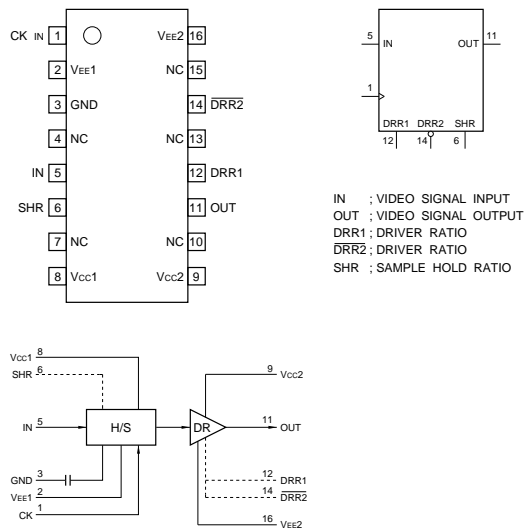 CK IN 1
2 VEE1
3 GND
4 NC
IN 5
SHR 6
7 NC
8 VCC1
VEE2 16
NC 15
14 DRR2
NC 13
12 DRR1
11 OUT
NC 10
VCC2 9
5 IN OUT 11
1
DRR1 DRR2 SHR
12 14 6
IN ; VIDEO SIGNAL INPUT
OUT ; VIDEO SIGNAL OUTPUT
DRR1 ; DRIVER RATIO
DRR2 ; DRIVER RATIO
SHR ; SAMPLE HOLD RATIO
VCC1 8
SHR 6
9 VCC2
IN 5 H/S DR 11 OUT
GND 3
VEE1 2
CK 1
12 DRR1
14 DRR2
16 VEE2